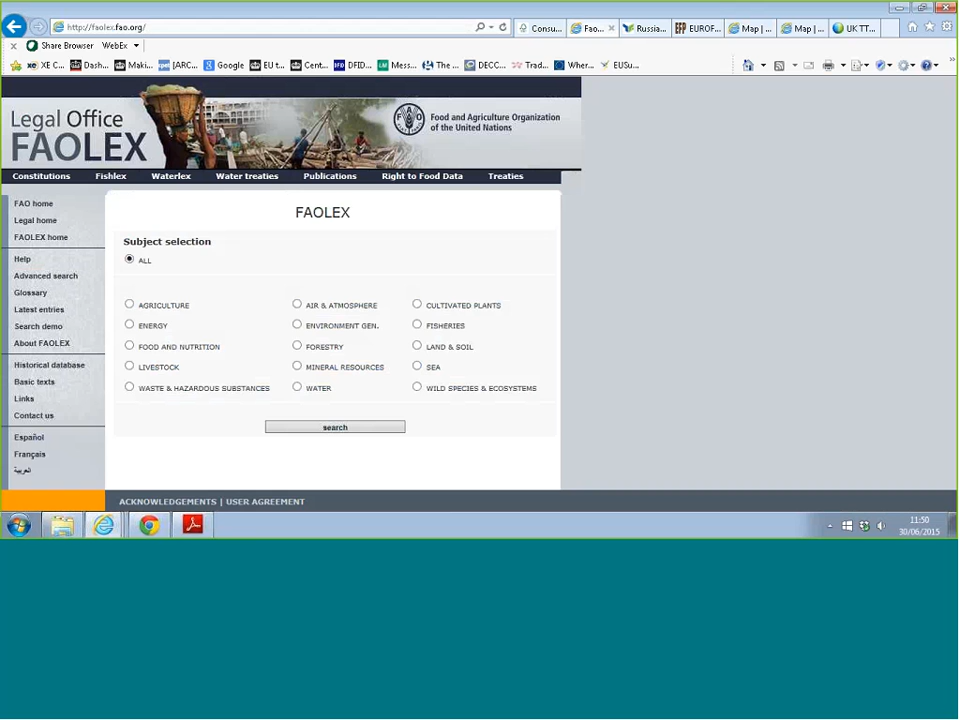 http://faolex.fao.org/
Consu... Fao... Russia... EUROF... Map |... Map |... UK TT...
x Share Browser WebEx
XE C... Dash... Maki... JARC... Google EU t... Cent... DFID... Mess... The ... DECC... Trad... Wher... EUSu...
Legal Office
FAOLEX
Food and Agriculture Organization
of the United Nations
Constitutions Fishlex Waterlex Water treaties Publications Right to Food Data Treaties
FAO home
Legal home
FAOLEX home
Help
Advanced search
Glossary
Latest entries
Search demo
About FAOLEX
Historical database
Basic texts
Links
Contact us
Español
Français
العربية
FAOLEX
Subject selection
ALL
AGRICULTURE AIR & ATMOSPHERE CULTIVATED PLANTS
ENERGY ENVIRONMENT GEN. FISHERIES
FOOD AND NUTRITION FORESTRY LAND & SOIL
LIVESTOCK MINERAL RESOURCES SEA
WASTE & HAZARDOUS SUBSTANCES WATER WILD SPECIES & ECOSYSTEMS
search
ACKNOWLEDGEMENTS | USER AGREEMENT
11:50
30/06/2015